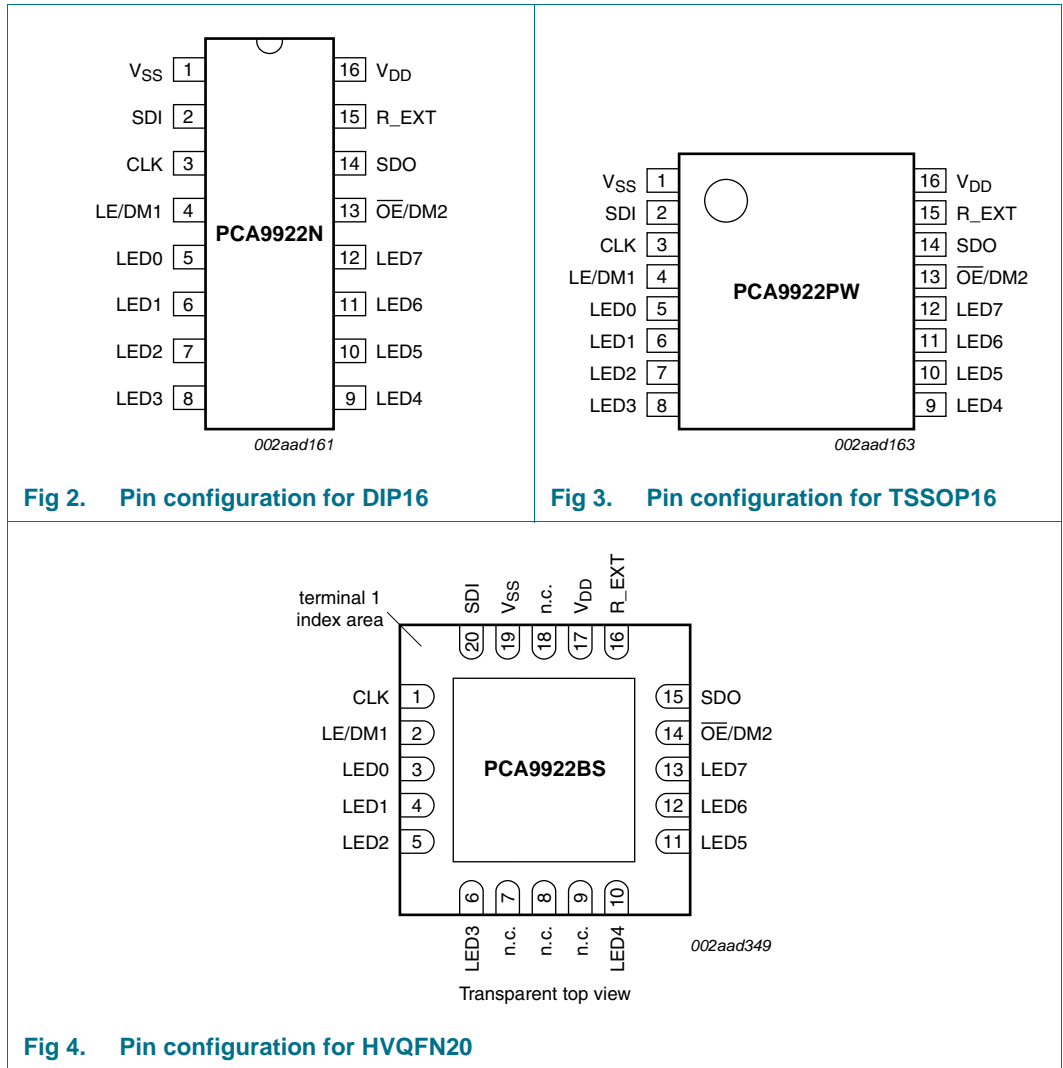 VSS 1 16 VDD
SDI 2 15 R_EXT
CLK 3 14 SDO
LE/DM1 4 13 OE/DM2
PCA9922N
LED0 5 12 LED7
LED1 6 11 LED6
LED2 7 10 LED5
LED3 8 9 LED4
002aad161
Fig 2. Pin configuration for DIP16
VSS 1 16 VDD
SDI 2 15 R_EXT
CLK 3 14 SDO
LE/DM1 4 13 OE/DM2
PCA9922PW
LED0 5 12 LED7
LED1 6 11 LED6
LED2 7 10 LED5
LED3 8 9 LED4
002aad163
Fig 3. Pin configuration for TSSOP16
terminal 1
index area
SDI VSS n.c. VDD R_EXT
20 19 18 17 16
CLK 1 15 SDO
LE/DM1 2 14 OE/DM2
LED0 3 PCA9922BS 13 LED7
LED1 4 12 LED6
LED2 5 11 LED5
6 7 8 9 10
LED3 n.c. n.c. n.c. LED4
002aad349
Transparent top view
Fig 4. Pin configuration for HVQFN20